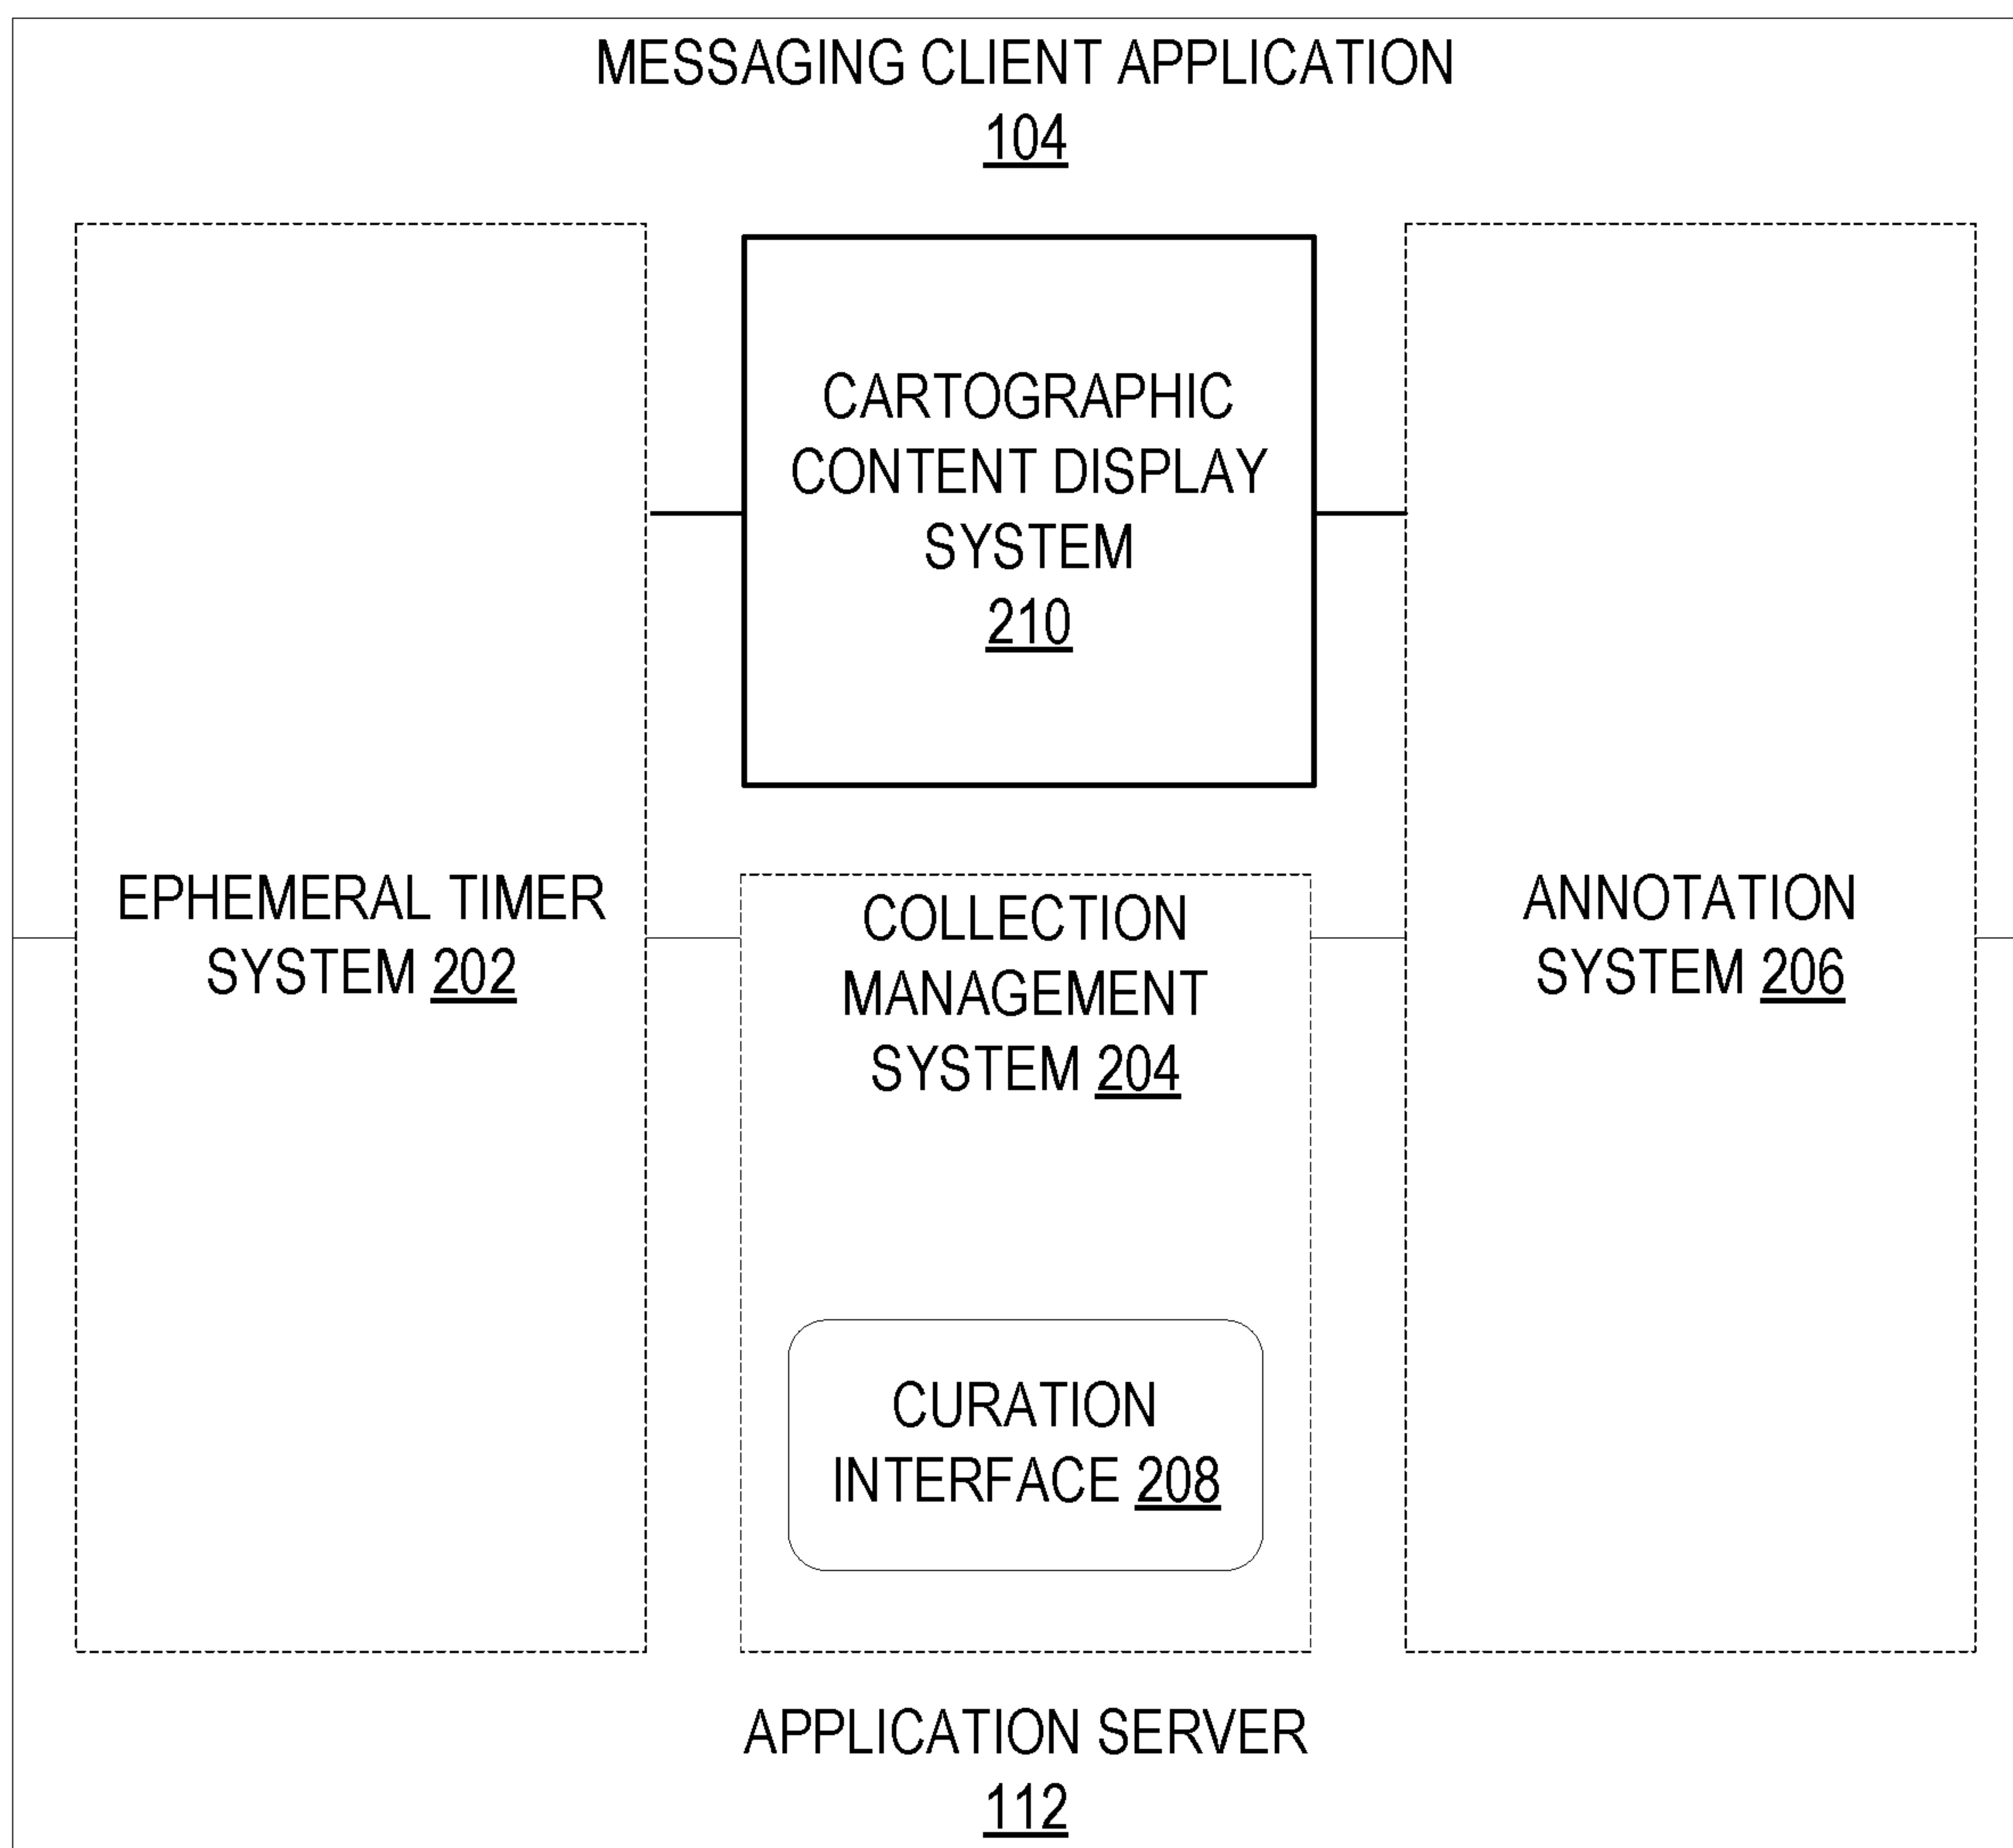 MESSAGING CLIENT APPLICATION
104
CARTOGRAPHIC
CONTENT DISPLAY
SYSTEM
210
EPHEMERAL TIMER
SYSTEM 202
COLLECTION
MANAGEMENT
SYSTEM 204
ANNOTATION
SYSTEM 206
CURATION
INTERFACE 208
APPLICATION SERVER
112